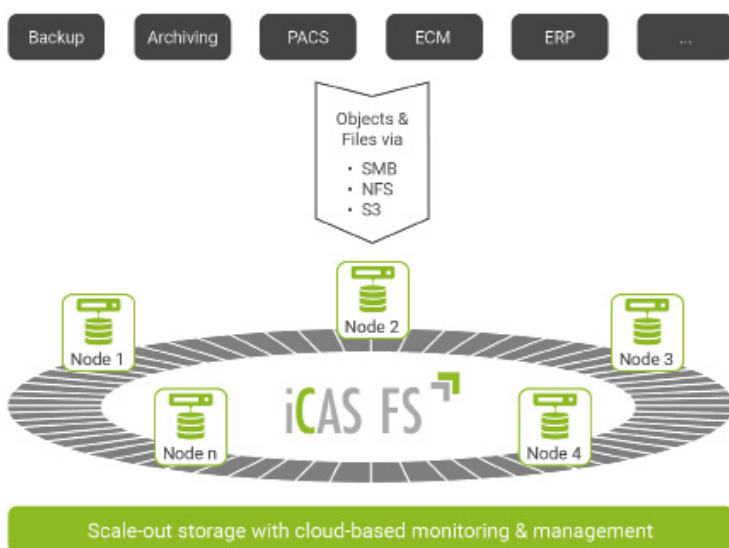 Backup
Archiving
PACS
ECM
ERP
...
Objects &
Files via
• SMB
• NFS
• S3
Node 2
Node 1
Node 3
iCAS FS
Node n
Node 4
Scale-out storage with cloud-based monitoring & management